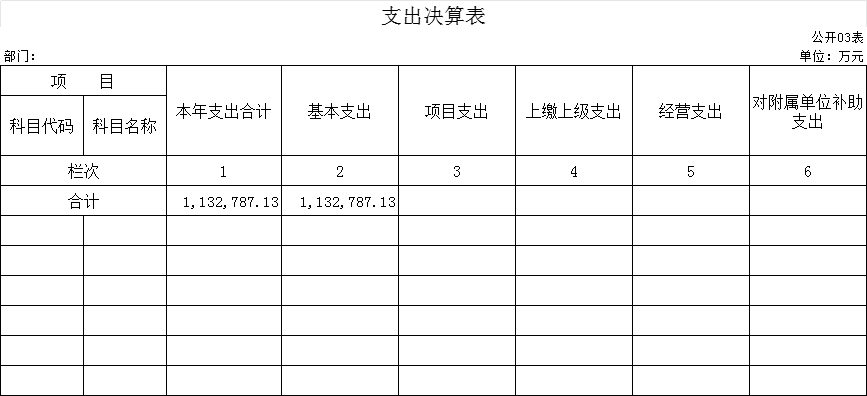 支出决算表
公开03表
部门： 单位：万元
项 目 本年支出合计 基本支出 项目支出 上缴上级支出 经营支出 对附属单位补助支出
科目代码 科目名称
栏次 1 2 3 4 5 6
合计 1,132,787.13 1,132,787.13